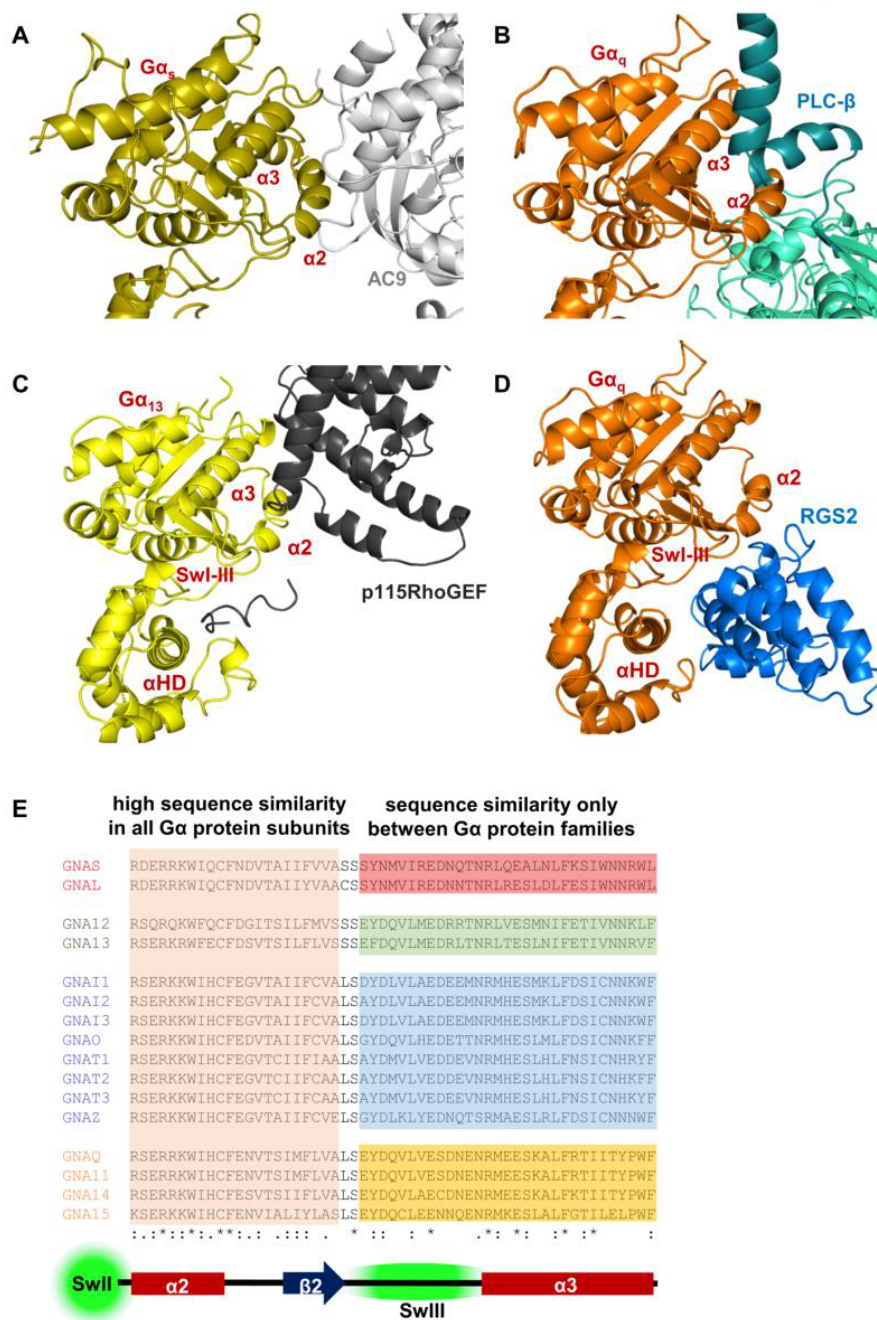 A
Gαs
α3
α2
AC9
B
Gαq
PLC-β
α3
α2
C
Gα13
α3
α2
SwI-III
p115RhoGEF
αHD
D
Gαq
α2
RGS2
SwI-III
αHD
E
high sequence similarity
in all Gα protein subunits
sequence similarity only
between Gα protein families
GNAS RDERRKWIQCFNDVTAIIFVVASSSYNMVIREDNQTNRLQEALNLFKSIWNNRWL
GNAL RDERRKWIQCFNDVTAIIYVAACSSYNMVIREDNNTNRLRESLDLFESIWNNRWL
GNA12 RSQRQKWFQCFDGITSILFMVSSSEYDQVLMEDRRTNRLVESMNIFETIVNNKLF
GNA13 RSERKRWFECFDSVTSILFLVSSSEFDQVLMEDRLTNRLTESLNIFETIVNNRVF
GNAI1 RSERKKWIHCFEGVTAIIFCVALSDYDLVLAEDEEMNRMHESMKLFDSICNNKWF
GNAI2 RSERKKWIHCFEGVTAIIFCVALSAYDLVLAEDEEMNRMHESMKLFDSICNNKWF
GNAI3 RSERKKWIHCFEGVTAIIFCVALSDYDLVLAEDEEMNRMHESMKLFDSICNNKWF
GNAO RSERKKWIHCFEDVTAIIFCVALSGYDQVLHEDETTNRMHESLMLFDSICNNKFF
GNAT1 RSERKKWIHCFEGVTCIIFIAALSAYDMVLVEDDEVNRMHESLHLFNSICNHRYF
GNAT2 RSERKKWIHCFEGVTCIIFCAALSAYDMVLVEDDEVNRMHESLHLFNSICNHKFF
GNAT3 RSERKKWIHCFEGVTCIIFCAALSAYDMVLVEDEEVNRMHESLHLFNSICNHKYF
GNAZ RSERKKWIHCFEGVTAIIFCVELSGYDLKLYEDNQTSRMAESLRLFDSICNNNWF
GNAQ RSERRKWIHCFENVTSIMFLVALSEYDQVLVESDNENRMEESKALFRTIITYPWF
GNA11 RSERRKWIHCFENVTSIMFLVALSEYDQVLVESDNENRMEESKALFRTIITYPWF
GNA14 RSERRKWIHCFESVTSIIFLVALSEYDQVLAECDNENRMEESKALFKTIITYPWF
GNA15 KSERKKWIHCFENVIALIYLASLSEYDQCLEENNQENRMKESLALFGTILELPWF
SwII
α2
β2
SwIII
α3